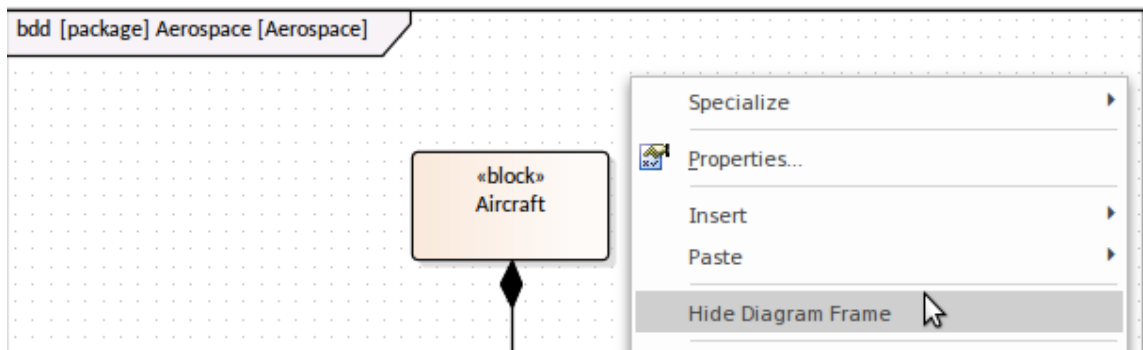 bdd [package] Aerospace [Aerospace]
«block»
Aircraft
Specialize
Properties...
Insert
Paste
Hide Diagram Frame